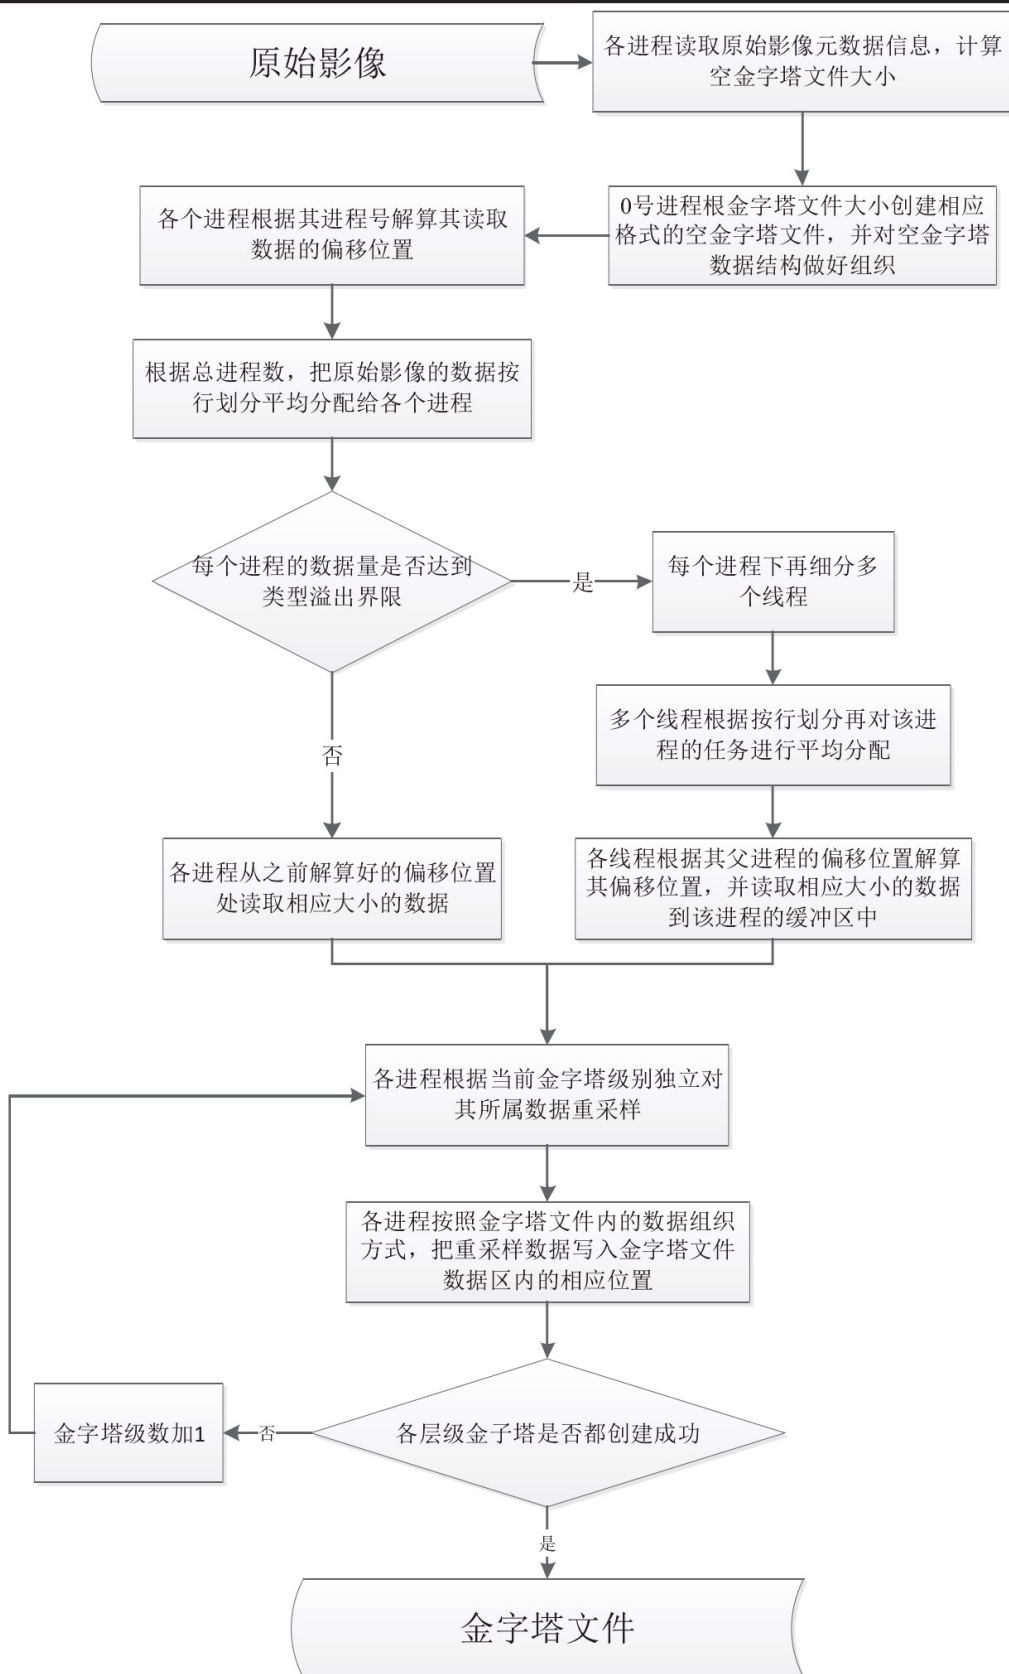 原始影像
各进程读取原始影像元数据信息，计算
空金字塔文件大小
0号进程根金字塔文件大小创建相应
格式的空金字塔文件，并对空金字塔
数据结构做好组织
各个进程根据其进程号解算其读取
数据的偏移位置
根据总进程数，把原始影像的数据按
行划分平均分配给各个进程
每个进程的数据量是否达到
类型溢出界限
是
每个进程下再细分多
个线程
多个线程根据按行划分再对该进
程的任务进行平均分配
否
各进程从之前解算好的偏移位置
处读取相应大小的数据
各线程根据其父进程的偏移位置解算
其偏移位置，并读取相应大小的数据
到该进程的缓冲区中
各进程根据当前金字塔级别独立对
其所属数据重采样
各进程按照金字塔文件内的数据组织
方式，把重采样数据写入金字塔文件
数据区内的相应位置
各层级金子塔是否都创建成功
否
金字塔级数加1
是
金字塔文件